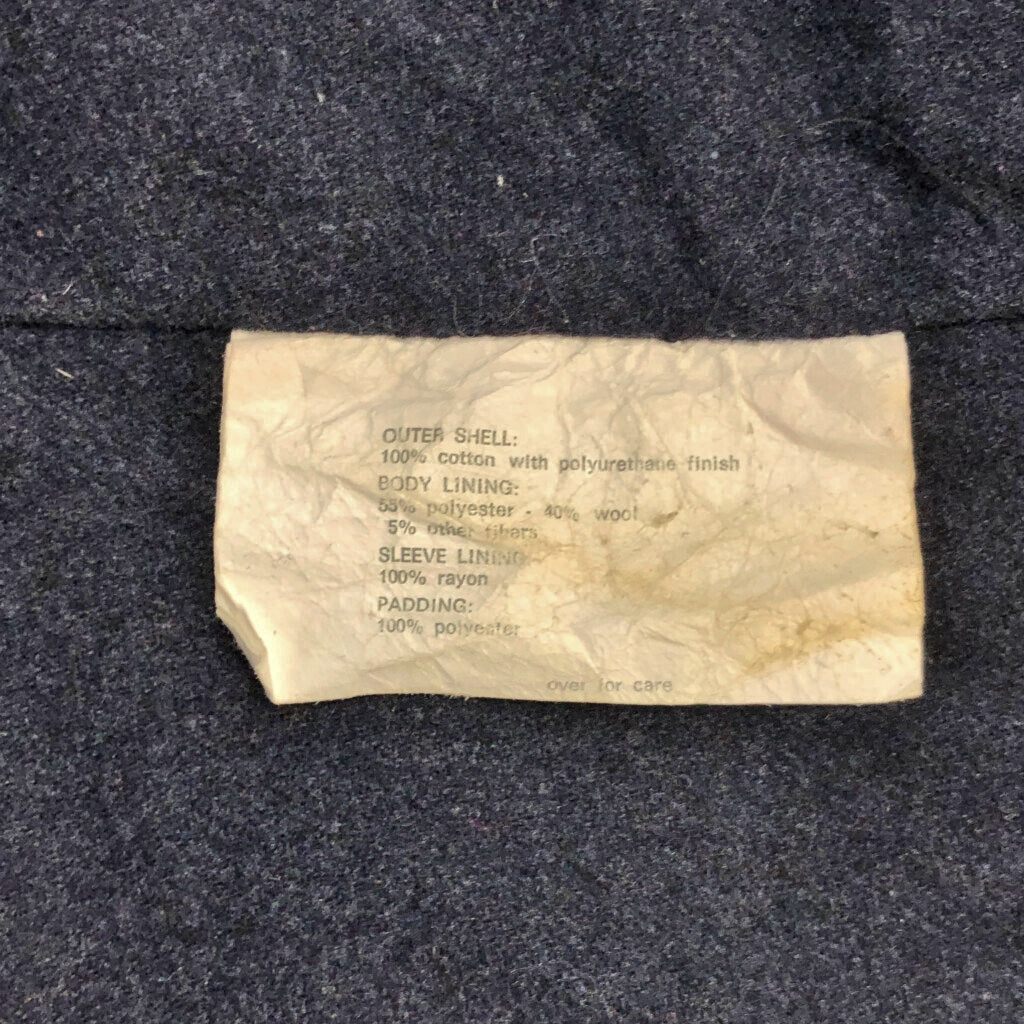 OUTER SHELL:
100% cotton with polyurethane finish
BODY LINING:
55% polyester - 40% wool
5% other fibers
SLEEVE LINING
100% rayon
PADDING:
100% polyester
over for care